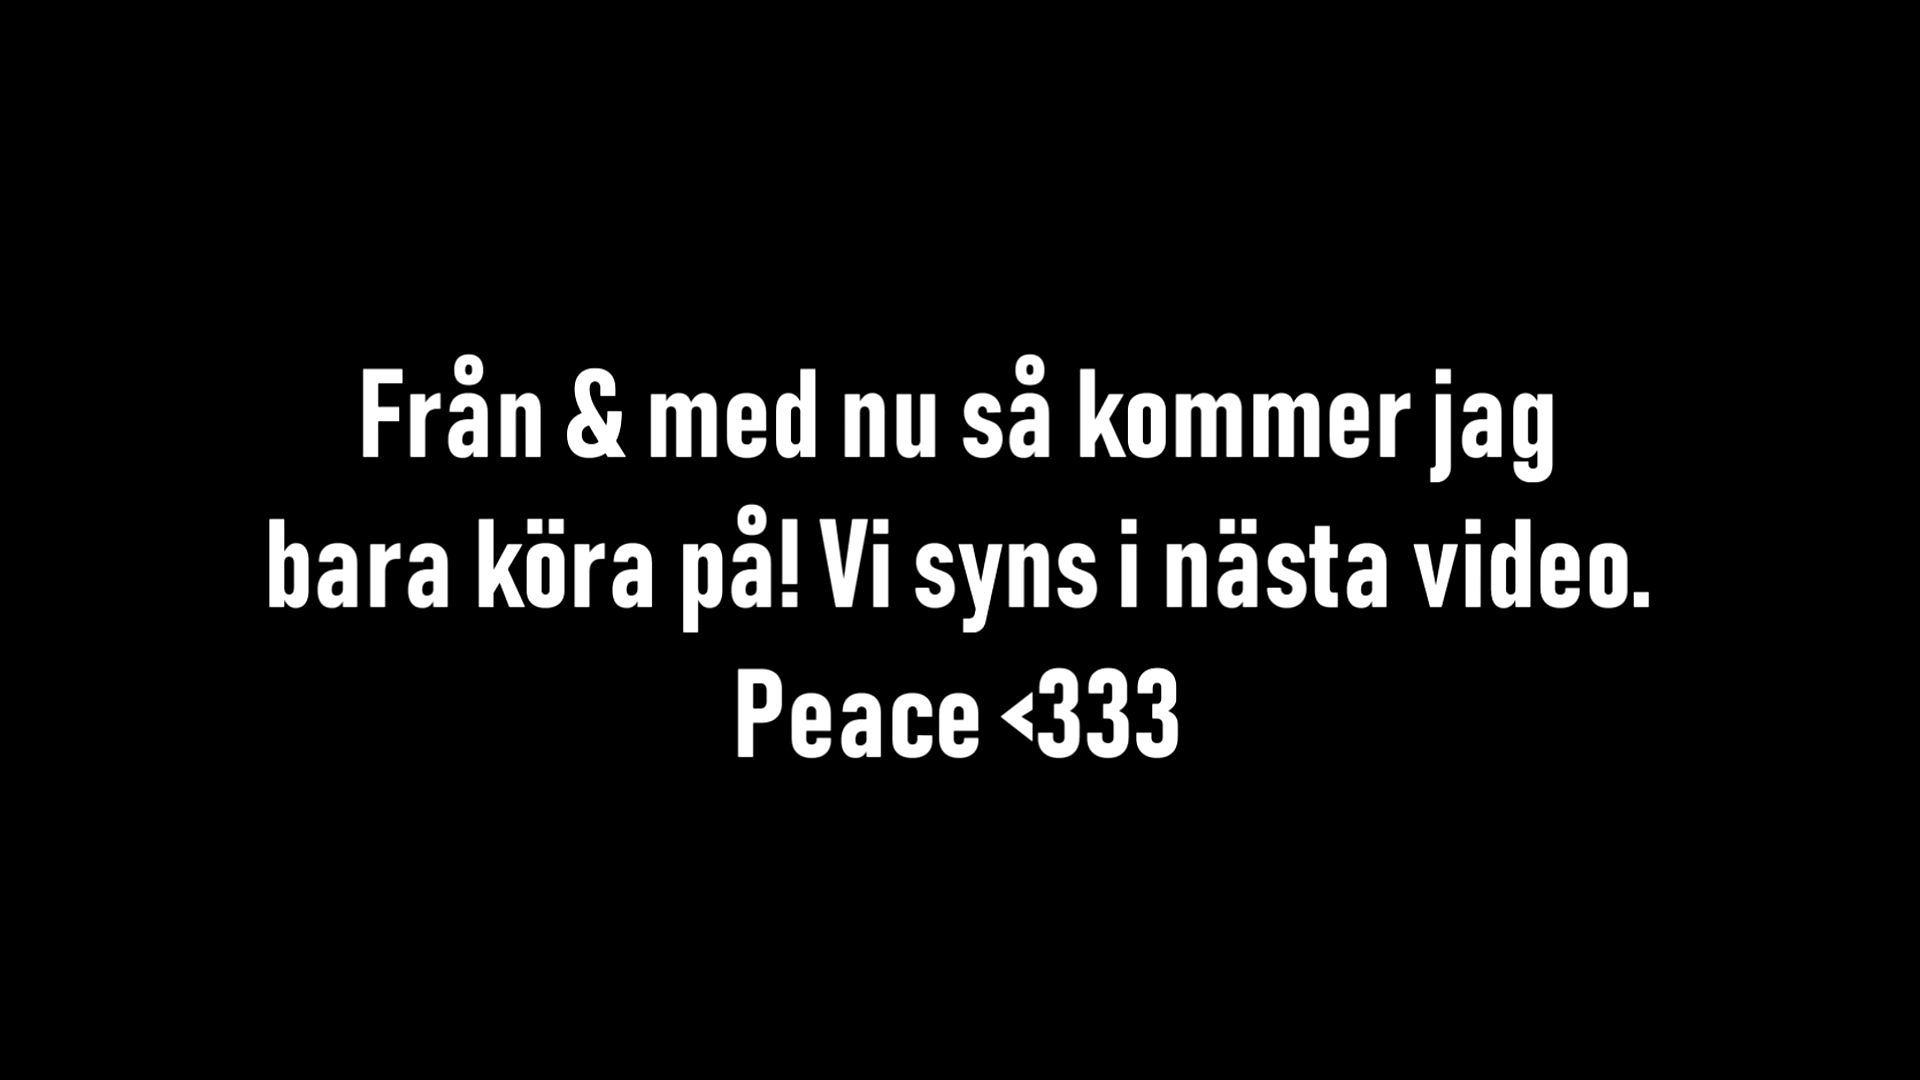 Från & med nu så kommer jag
bara köra på! Vi syns i nästa video.
Peace <333